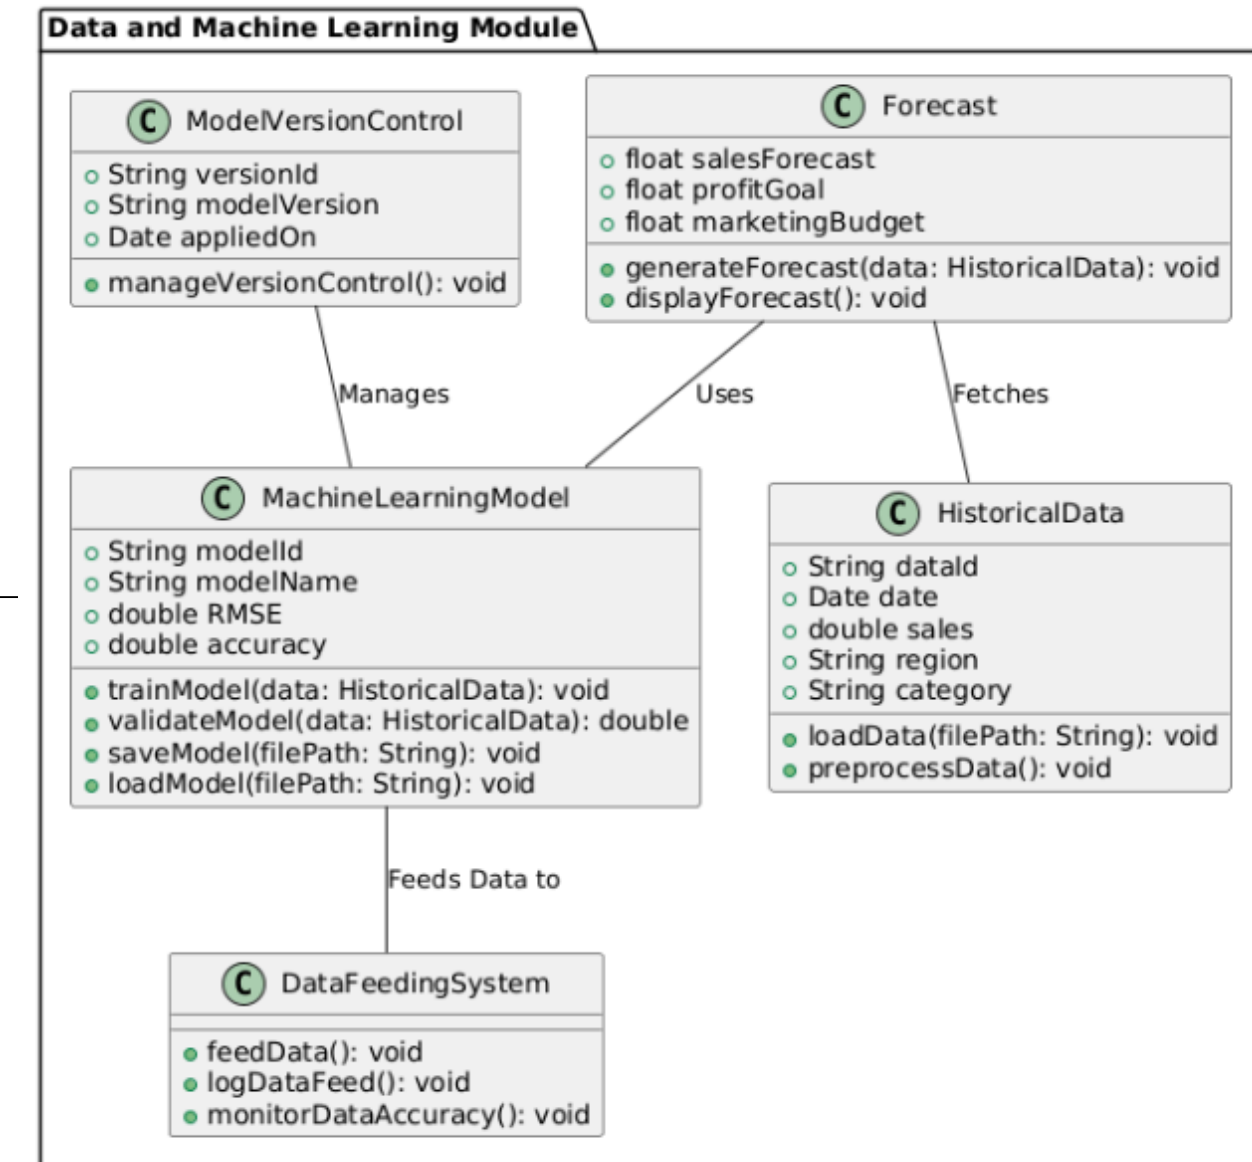 Data and Machine Learning Module
C ModelVersionControl
String versionId
String modelVersion
Date appliedOn
manageVersionControl(): void
C Forecast
float salesForecast
float profitGoal
float marketingBudget
generateForecast(data: HistoricalData): void
displayForecast(): void
Manages
Uses
Fetches
C MachineLearningModel
String modelId
String modelName
double RMSE
double accuracy
trainModel(data: HistoricalData): void
validateModel(data: HistoricalData): double
saveModel(filePath: String): void
loadModel(filePath: String): void
C HistoricalData
String dataId
Date date
double sales
String region
String category
loadData(filePath: String): void
preprocessData(): void
Feeds Data to
C DataFeedingSystem
feedData(): void
logDataFeed(): void
monitorDataAccuracy(): void